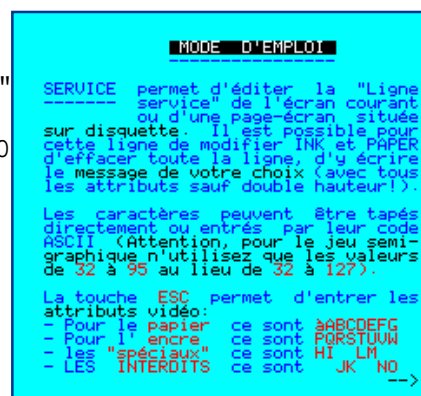 MODE D'EMPLOI
----------------
"
SERVICE permet d'éditer la "Ligne
------- service" de l'écran courant
ou d'une page-écran située
sur disquette. Il est possible pour
cette ligne de modifier INK et PAPER
d'effacer toute la ligne, d'y écrire
0
le message de votre choix (avec tous
les attributs sauf double hauteur!).
Les caractères peuvent être tapés
directement ou entrés par leur code
ASCII (Attention, pour le jeu semi-
graphique n'utilisez que les valeurs
de 32 à 95 au lieu de 32 à 127).
La touche ESC permet d'entrer les
attributs vidéo:
- Pour le papier ce sont àABCDEFG
- Pour l' encre ce sont PQRSTUVW
- les "spéciaux" ce sont HI LM
- LES INTERDITS ce sont JK NO
-->